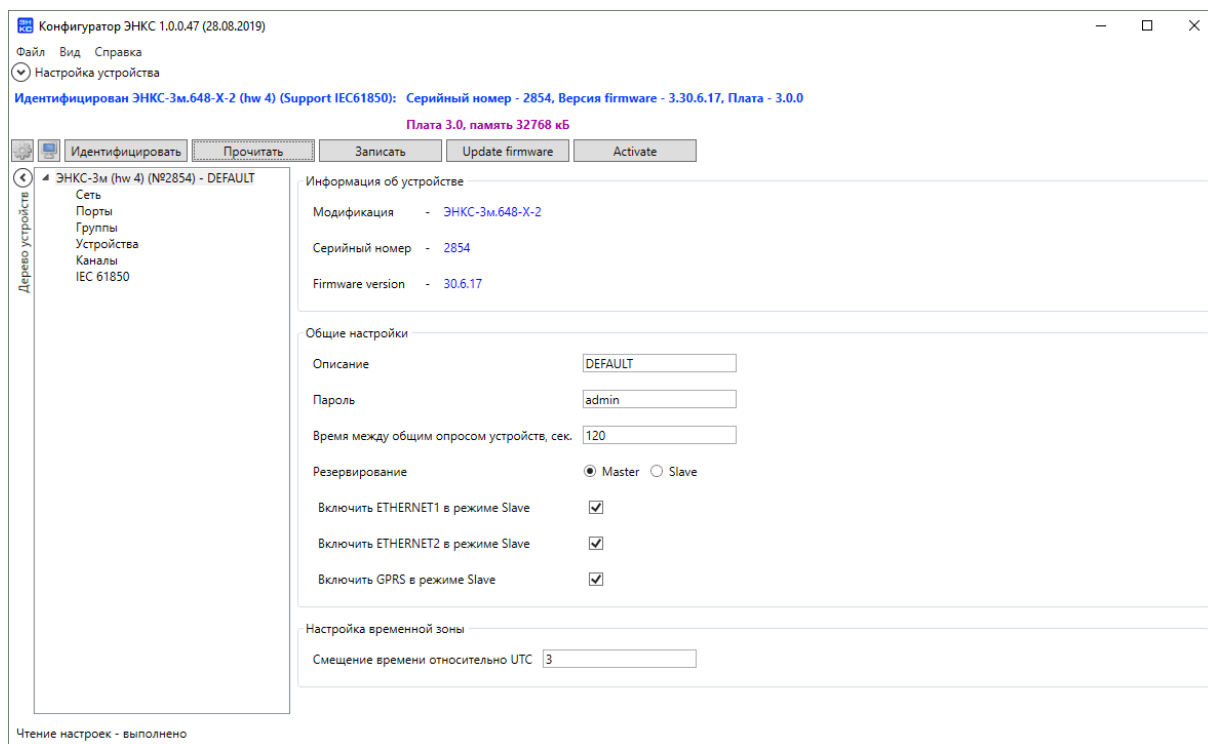 ЭН
КС
Конфигуратор ЭНКС 1.0.0.47 (28.08.2019)
Файл Вид Справка
Настройка устройства
Идентифицирован ЭНКС-3м.648-Х-2 (hw 4) (Support IEC61850): Серийный номер - 2854, Версия firmware - 3.30.6.17, Плата - 3.0.0
Плата 3.0, память 32768 кБ
Идентифицировать Прочитать Записать Update firmware Activate
Дерево устройств
ЭНКС-3м (hw 4) (№2854) - DEFAULT
Сеть
Порты
Группы
Устройства
Каналы
IEC 61850
Информация об устройстве
Модификация - ЭНКС-3м.648-Х-2
Серийный номер - 2854
Firmware version - 30.6.17
Общие настройки
Описание DEFAULT
Пароль admin
Время между общим опросом устройств, сек. 120
Резервирование Master Slave
Включить ETHERNET1 в режиме Slave
Включить ETHERNET2 в режиме Slave
Включить GPRS в режиме Slave
Настройка временной зоны
Смещение времени относительно UTC 3
Чтение настроек - выполнено